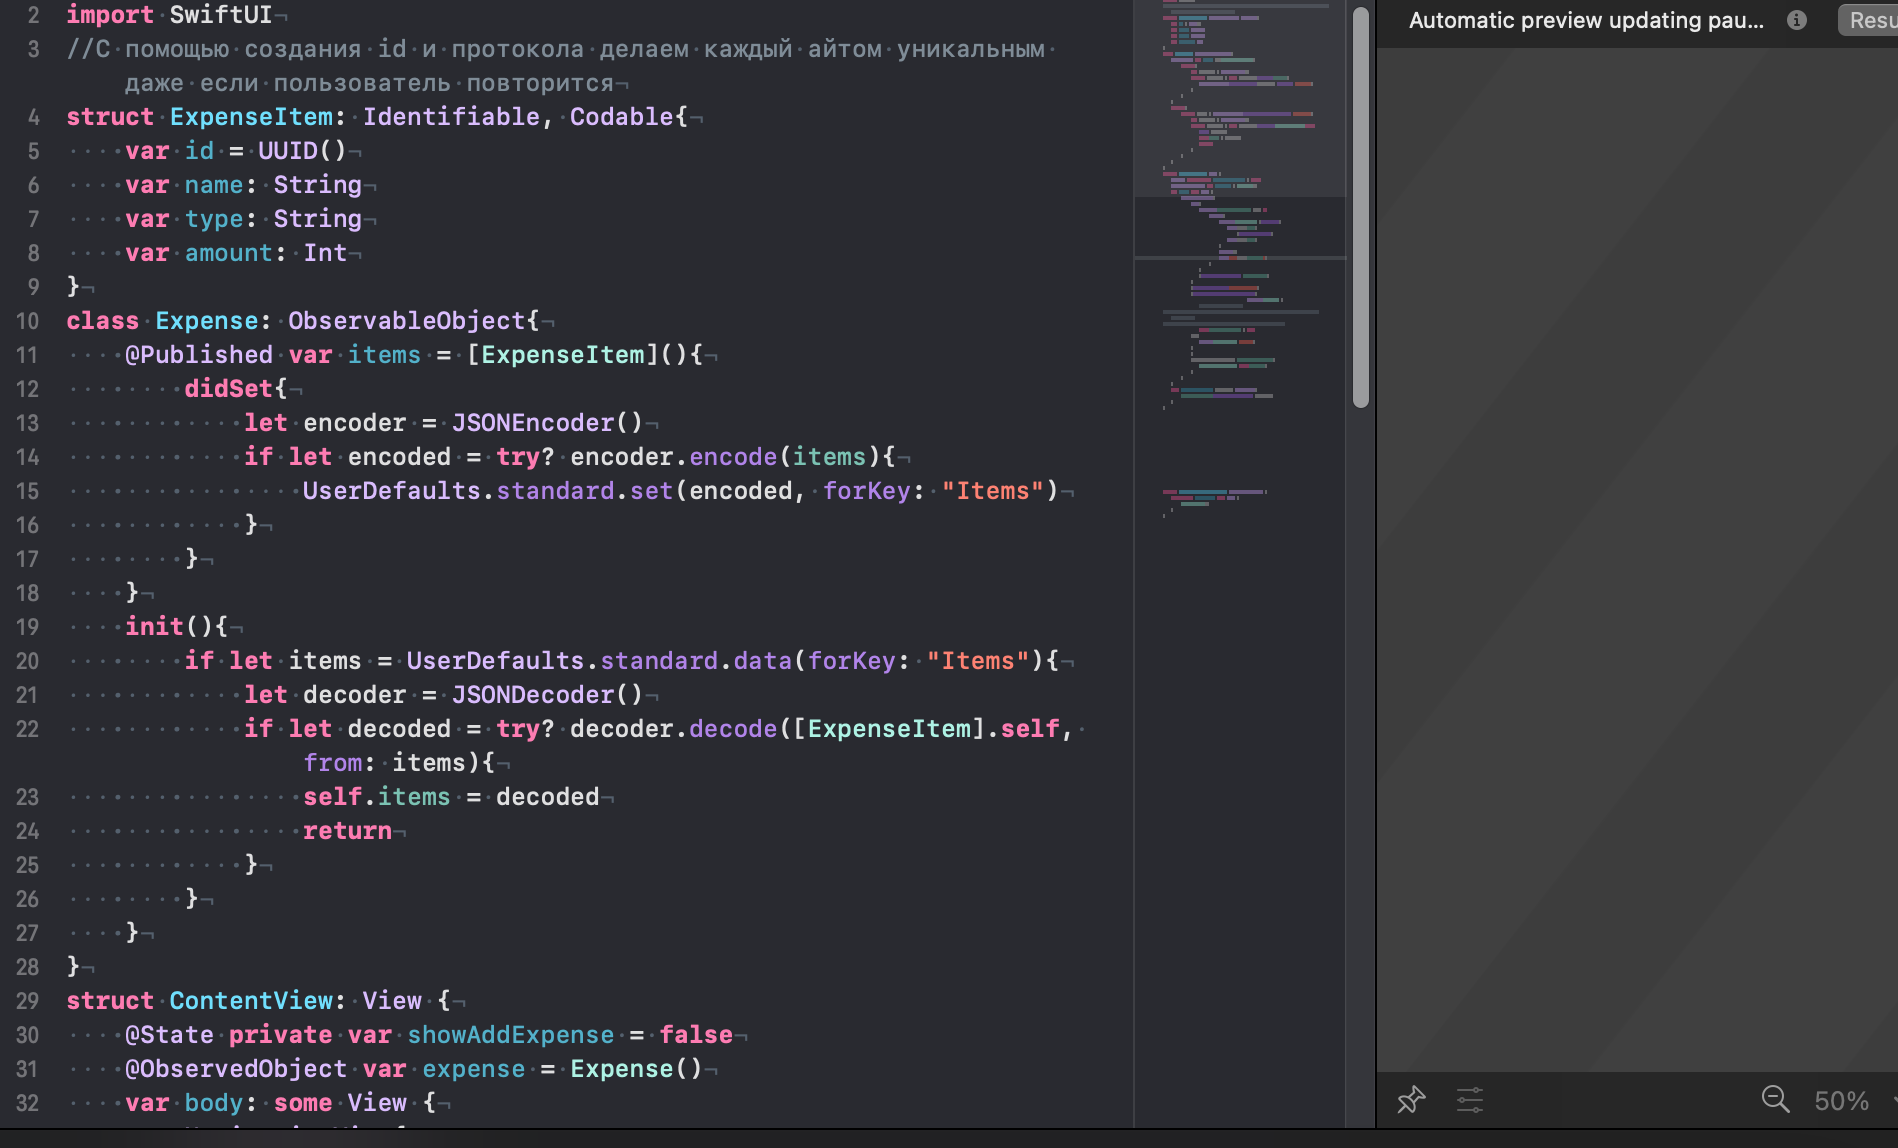 2 import SwiftUI
3 //С помощью создания id и протокола делаем каждый айтом уникальным
даже если пользователь повторится
4 struct ExpenseItem: Identifiable, Codable{
5 var id = UUID()
6 var name: String
7 var type: String
8 var amount: Int
9 }
10 class Expense: ObservableObject{
11 @Published var items = [ExpenseItem](){
12 didSet{
13 let encoder = JSONEncoder()
14 if let encoded = try? encoder.encode(items){
15 UserDefaults.standard.set(encoded, forKey: "Items")
16 }
17 }
18 }
19 init(){
20 if let items = UserDefaults.standard.data(forKey: "Items"){
21 let decoder = JSONDecoder()
22 if let decoded = try? decoder.decode([ExpenseItem].self,
from: items){
23 self.items = decoded
24 return
25 }
26 }
27 }
28 }
29 struct ContentView: View {
30 @State private var showAddExpense = false
31 @ObservedObject var expense = Expense()
32 var body: some View {
Automatic preview updating pau...
Resu
50%